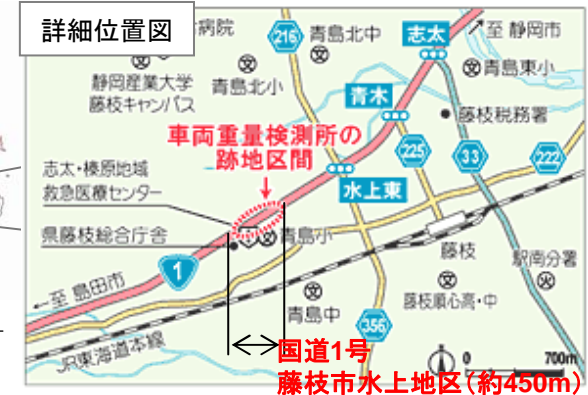 詳細位置図
病院
216
青島北中
志太
至 静岡市
静岡産業大学
藤枝キャンパス
青島北小
文
青島東小
青木
藤枝税務署
車両重量検測所の
跡地区間
225
33
222
志太・榛原地域
救急医療センター
水上東
県藤枝総合庁舎
文
青島小
1
藤枝
駅南分署
至 島田市
文
青島中
文
藤枝順心高・中
火
356
JR東海道本線
国道1号
藤枝市水上地区(約450m)
0
700m